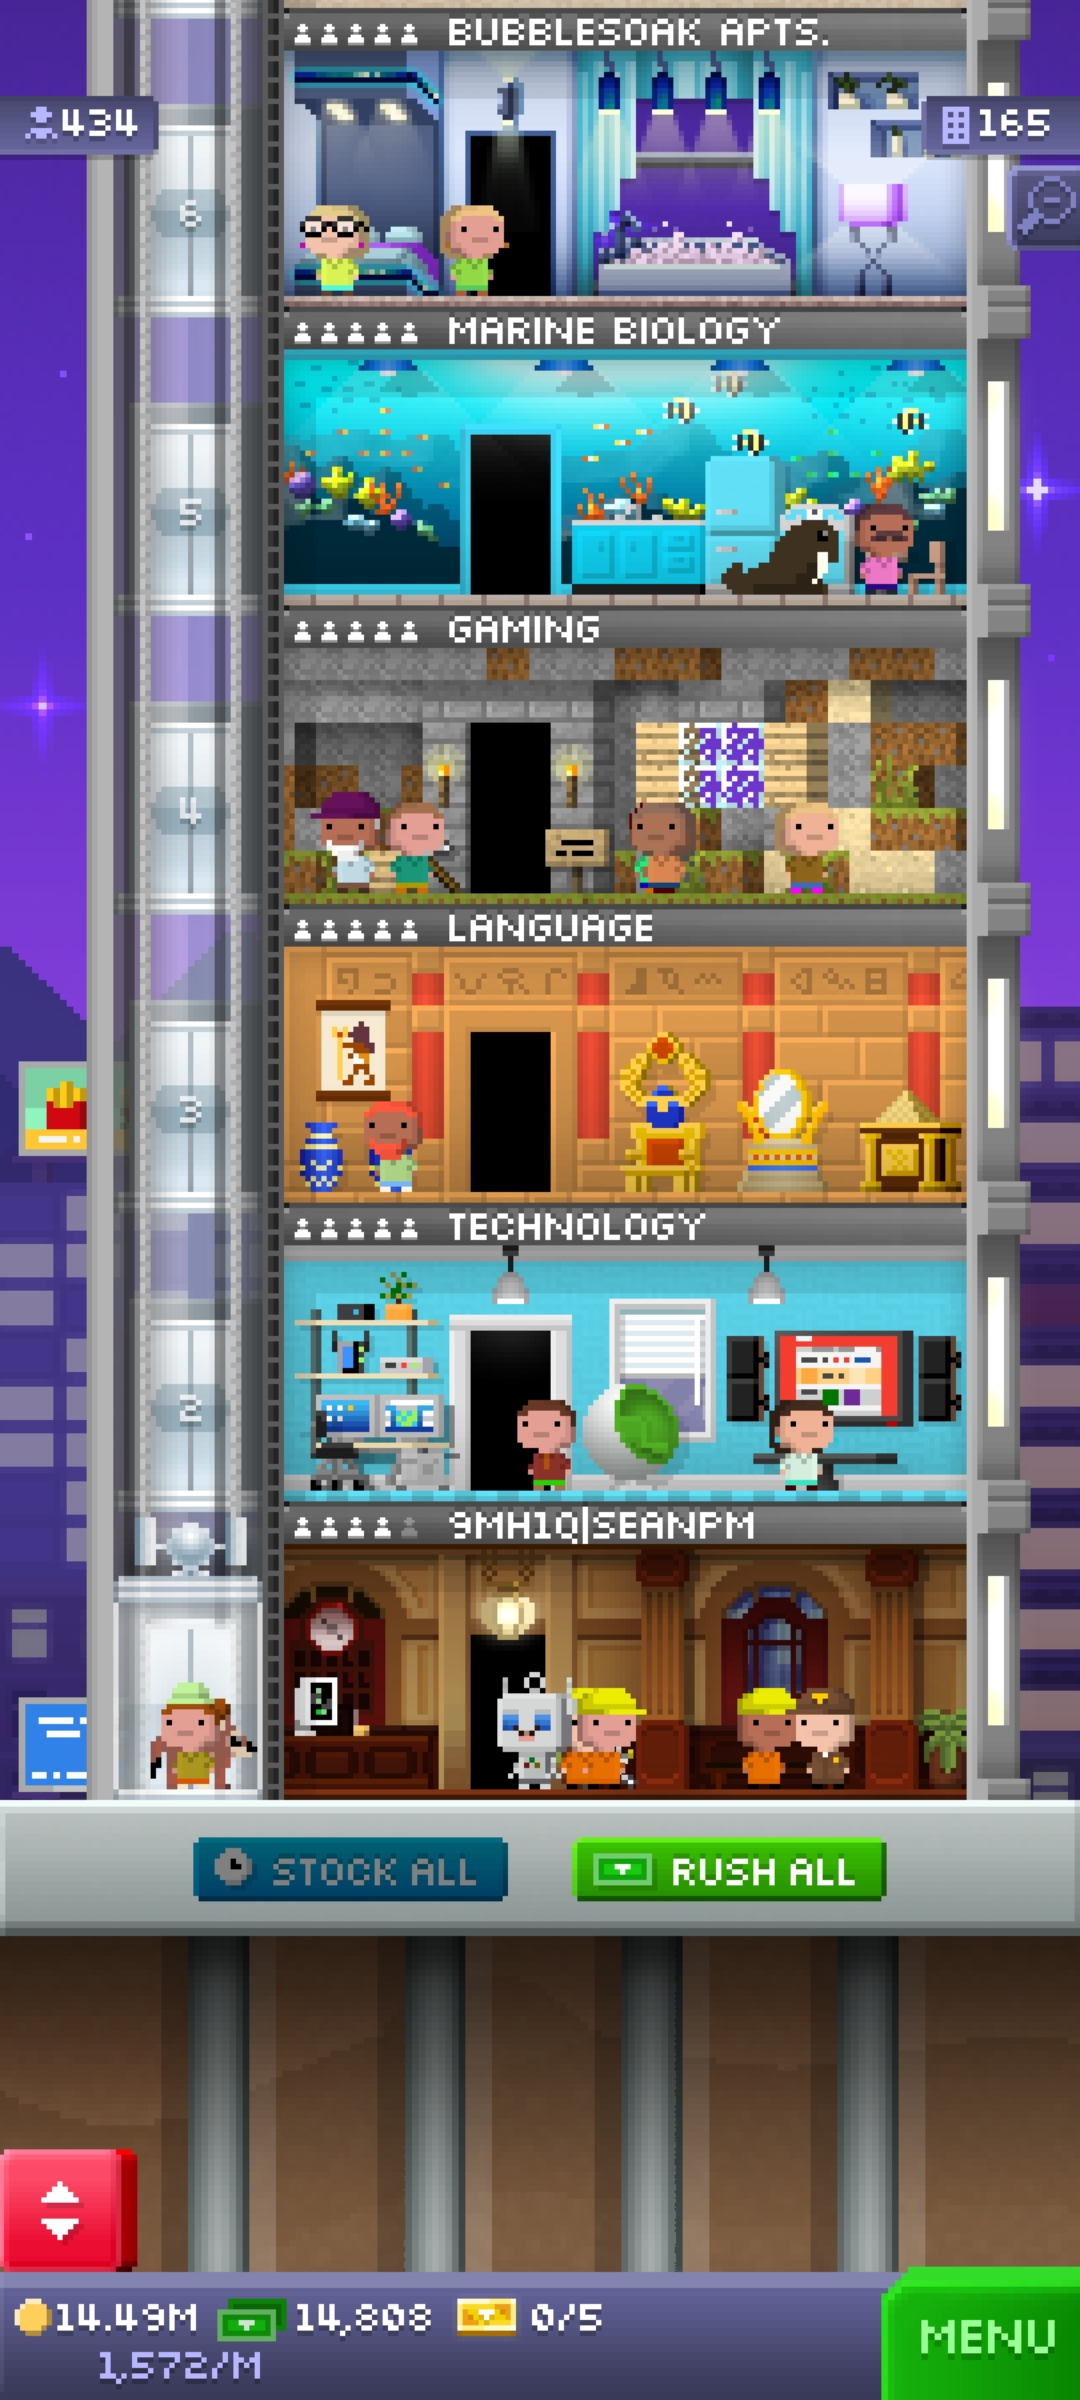 BUBBLESOAK APTS.
434
165
6
MARINE BIOLOGY
5
GAMING
4
LANGUAGE
3
TECHNOLOGY
2
9MH1Q|SEANPM
STOCK ALL
RUSH ALL
14.49M
14,808
0/5
1,572/M
MENU